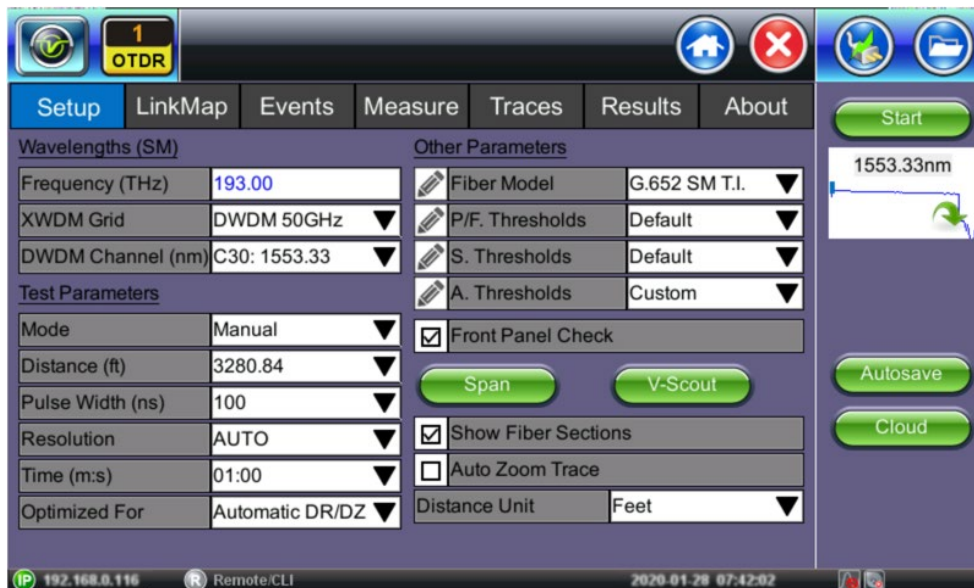 1
OTDR
Setup LinkMap Events Measure Traces Results About
Wavelengths (SM)
Frequency (THz) 193.00
XWDM Grid DWDM 50GHz
DWDM Channel (nm) C30: 1553.33
Test Parameters
Mode Manual
Distance (ft) 3280.84
Pulse Width (ns) 100
Resolution AUTO
Time (m:s) 01:00
Optimized For Automatic DR/DZ
Other Parameters
Fiber Model G.652 SM T.I.
P/F. Thresholds Default
S. Thresholds Default
A. Thresholds Custom
Front Panel Check
Span V-Scout
Show Fiber Sections
Auto Zoom Trace
Distance Unit Feet
Start
1553.33nm
Autosave
Cloud
IP 192.168.0.116 R Remote/CLI 2020-01-28 07:42:02